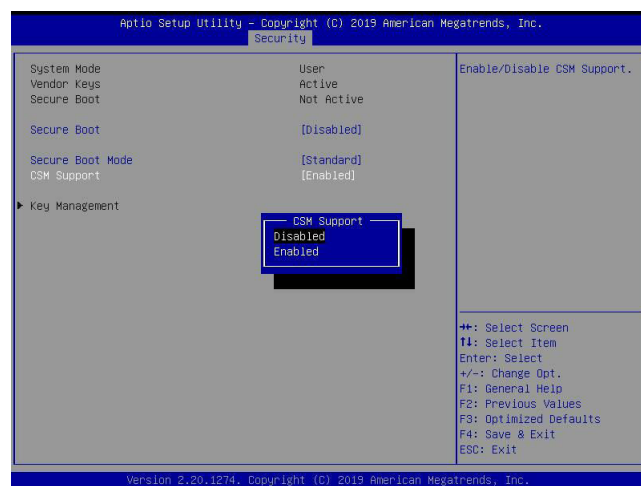 Aptio Setup Utility – Copyright (C) 2019 American Megatrends, Inc.
Security
System Mode User
Vendor Keys Active
Secure Boot Not Active
Secure Boot [Disabled]
Secure Boot Mode [Standard]
CSM Support [Enabled]
Key Management
CSM Support
Disabled
Enabled
Enable/Disable CSM Support.
→←: Select Screen
↑↓: Select Item
Enter: Select
+/-: Change Opt.
F1: General Help
F2: Previous Values
F3: Optimized Defaults
F4: Save & Exit
ESC: Exit
Version 2.20.1274. Copyright (C) 2019 American Megatrends, Inc.